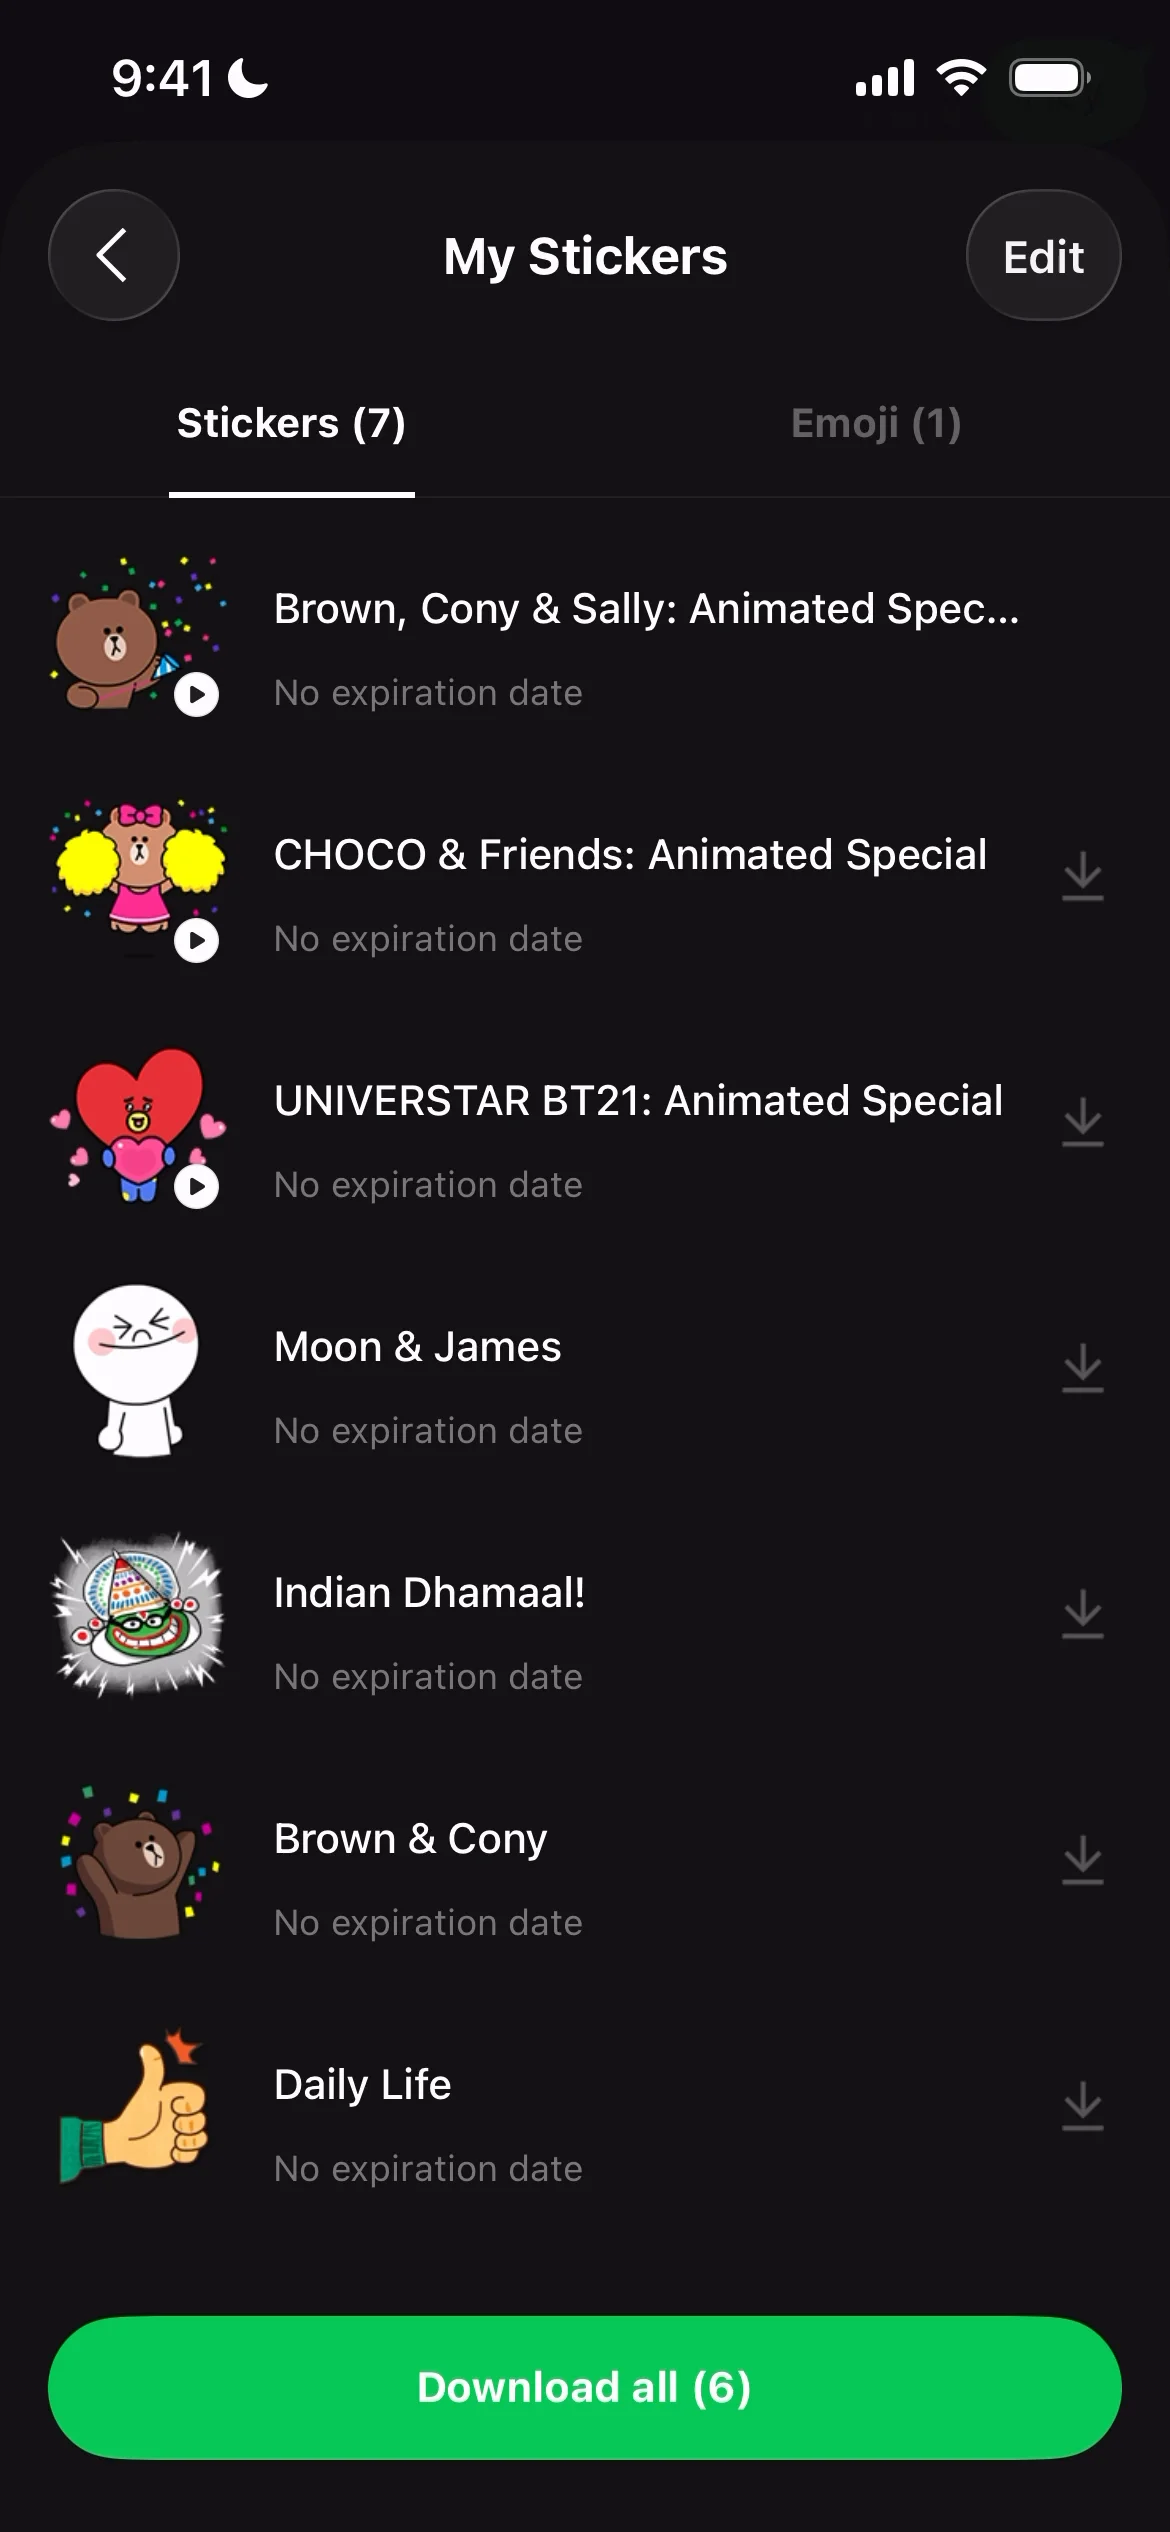 9:41
My Stickers
Edit
Stickers (7)
Emoji (1)
Brown, Cony & Sally: Animated Spec...
No expiration date
CHOCO & Friends: Animated Special
No expiration date
UNIVERSTAR BT21: Animated Special
No expiration date
Moon & James
No expiration date
Indian Dhamaal!
No expiration date
Brown & Cony
No expiration date
Daily Life
No expiration date
Download all (6)